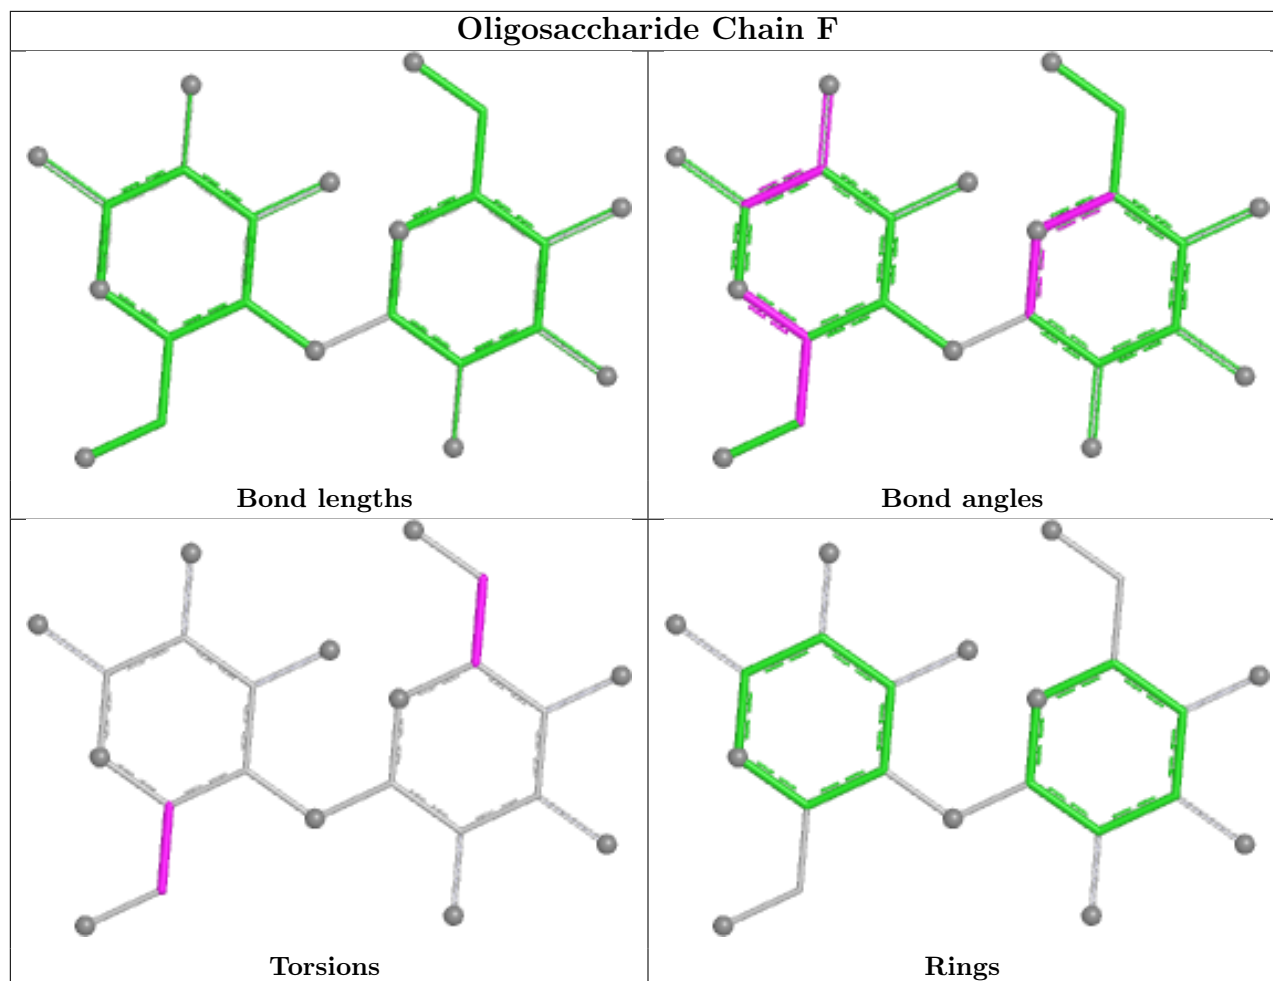 Oligosaccharide Chain F
Bond lengths
Bond angles
Torsions
Rings